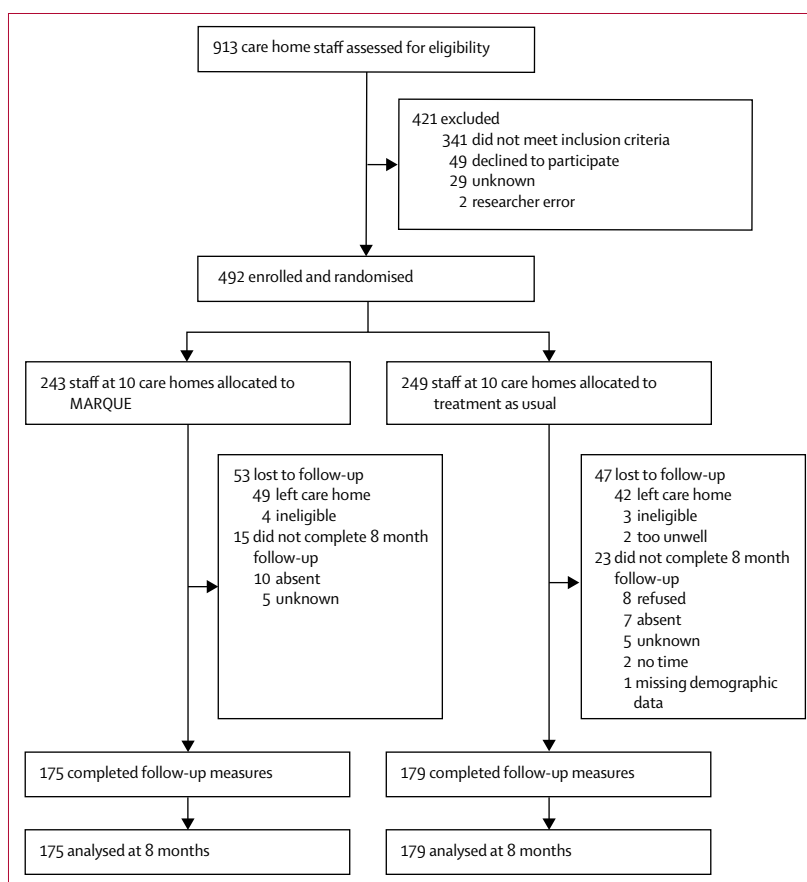 913 care home staff assessed for eligibility
421 excluded
341 did not meet inclusion criteria
49 declined to participate
29 unknown
2 researcher error
492 enrolled and randomised
243 staff at 10 care homes allocated to
MARQUE
249 staff at 10 care homes allocated to
treatment as usual
53 lost to follow-up
49 left care home
4 ineligible
15 did not complete 8 month
follow-up
10 absent
5 unknown
47 lost to follow-up
42 left care home
3 ineligible
2 too unwell
23 did not complete 8 month
follow-up
8 refused
7 absent
5 unknown
2 no time
1 missing demographic
data
175 completed follow-up measures
179 completed follow-up measures
175 analysed at 8 months
179 analysed at 8 months